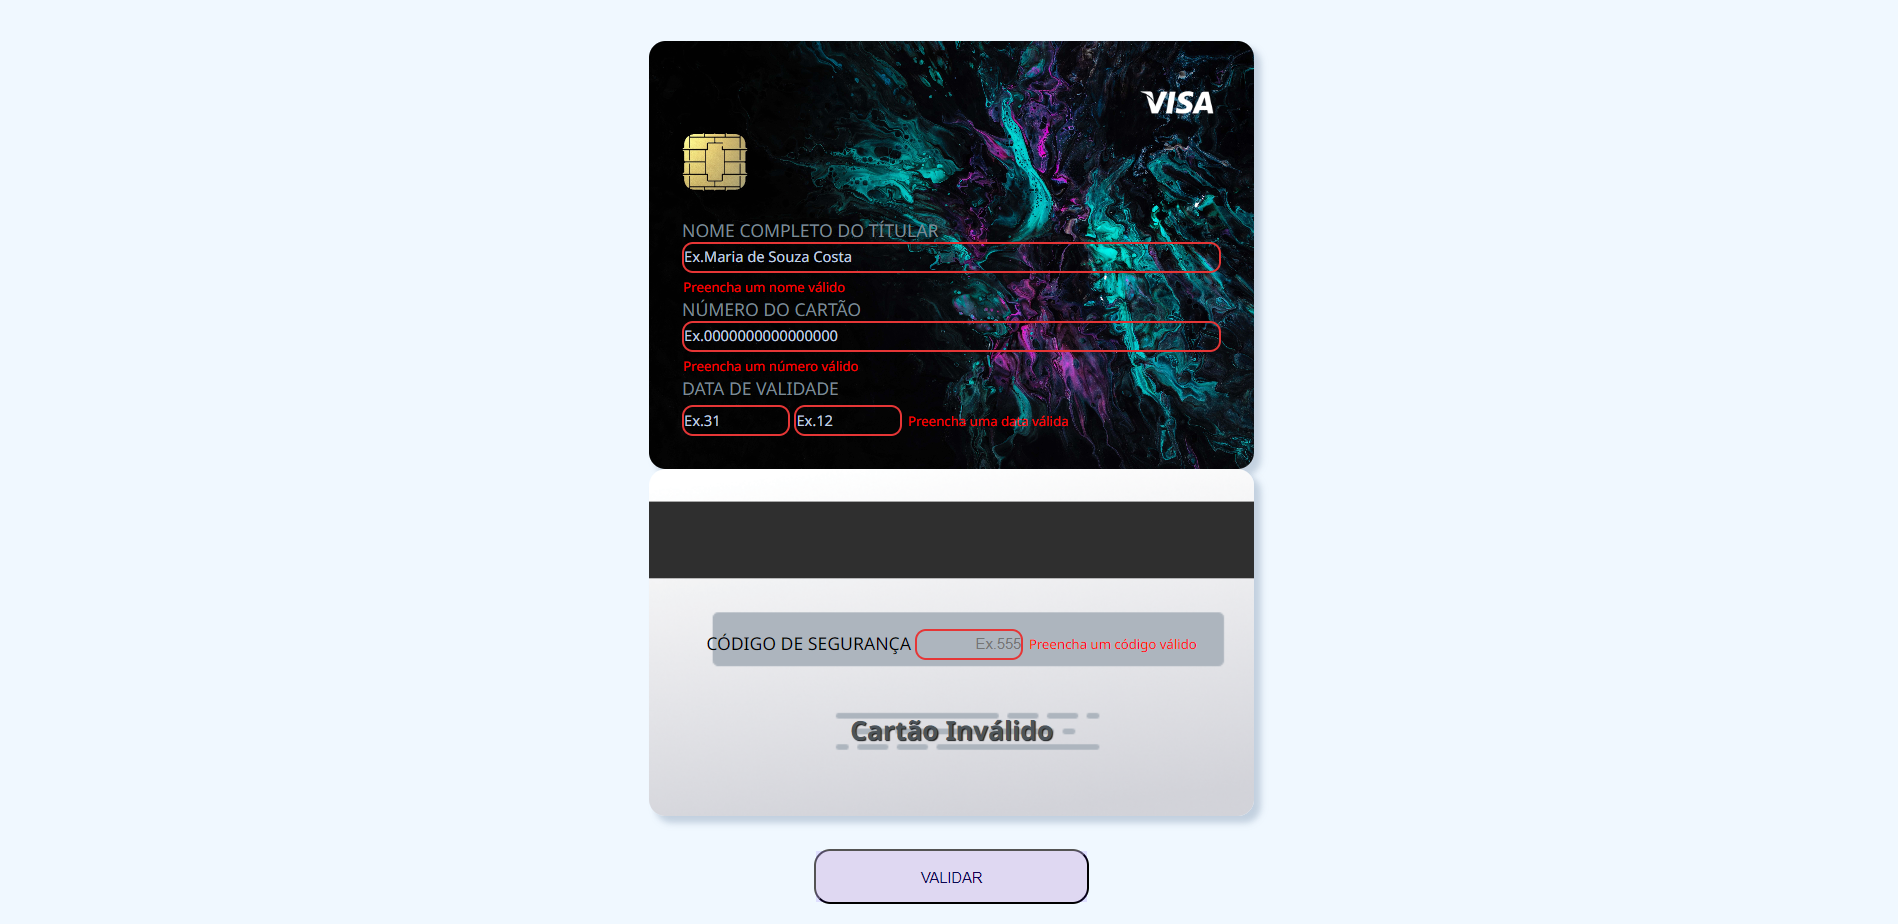 VISA
NOME COMPLETO DO TÍTULAR
Ex.Maria de Souza Costa
Preencha um nome válido
NÚMERO DO CARTÃO
Ex.0000000000000000
Preencha um número válido
DATA DE VALIDADE
Ex.31 Ex.12 Preencha uma data válida
CÓDIGO DE SEGURANÇA Ex.555 Preencha um código válido
Cartão Inválido
VALIDAR